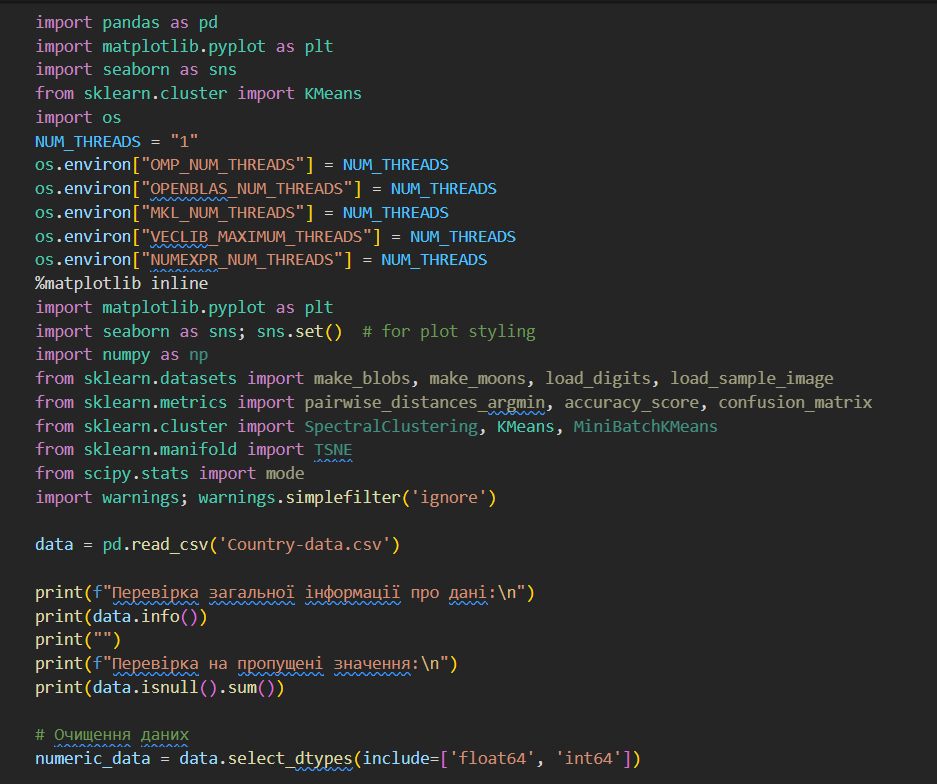 import pandas as pd
import matplotlib.pyplot as plt
import seaborn as sns
from sklearn.cluster import KMeans
import os
NUM_THREADS = "1"
os.environ["OMP_NUM_THREADS"] = NUM_THREADS
os.environ["OPENBLAS_NUM_THREADS"] = NUM_THREADS
os.environ["MKL_NUM_THREADS"] = NUM_THREADS
os.environ["VECLIB_MAXIMUM_THREADS"] = NUM_THREADS
os.environ["NUMEXPR_NUM_THREADS"] = NUM_THREADS
%matplotlib inline
import matplotlib.pyplot as plt
import seaborn as sns; sns.set()  # for plot styling
import numpy as np
from sklearn.datasets import make_blobs, make_moons, load_digits, load_sample_image
from sklearn.metrics import pairwise_distances_argmin, accuracy_score, confusion_matrix
from sklearn.cluster import SpectralClustering, KMeans, MiniBatchKMeans
from sklearn.manifold import TSNE
from scipy.stats import mode
import warnings; warnings.simplefilter('ignore')

data = pd.read_csv('Country-data.csv')

print(f"Перевірка загальної інформації про дані:\n")
print(data.info())
print("")
print(f"Перевірка на пропущені значення:\n")
print(data.isnull().sum())

# Очищення даних
numeric_data = data.select_dtypes(include=['float64', 'int64'])